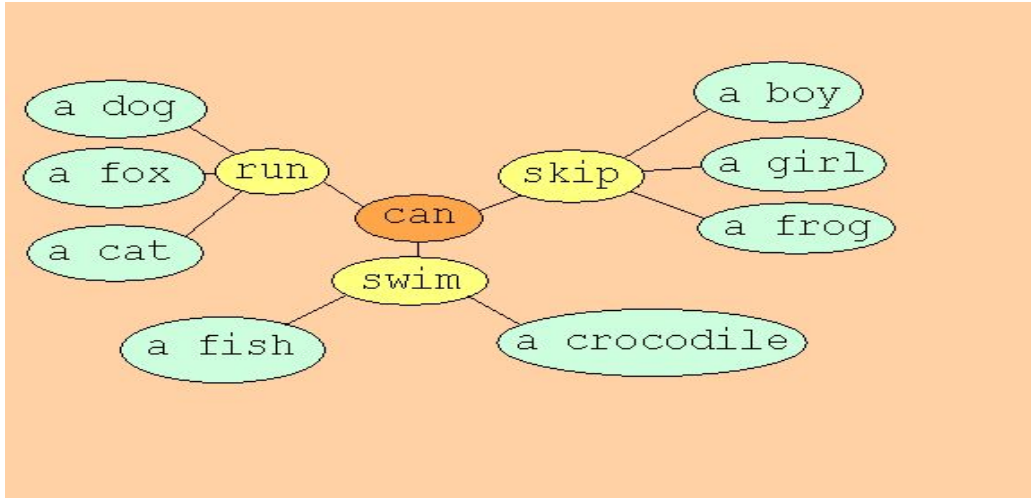 a dog
a fox
a cat
run
can
skip
a boy
a girl
a frog
swim
a fish
a crocodile